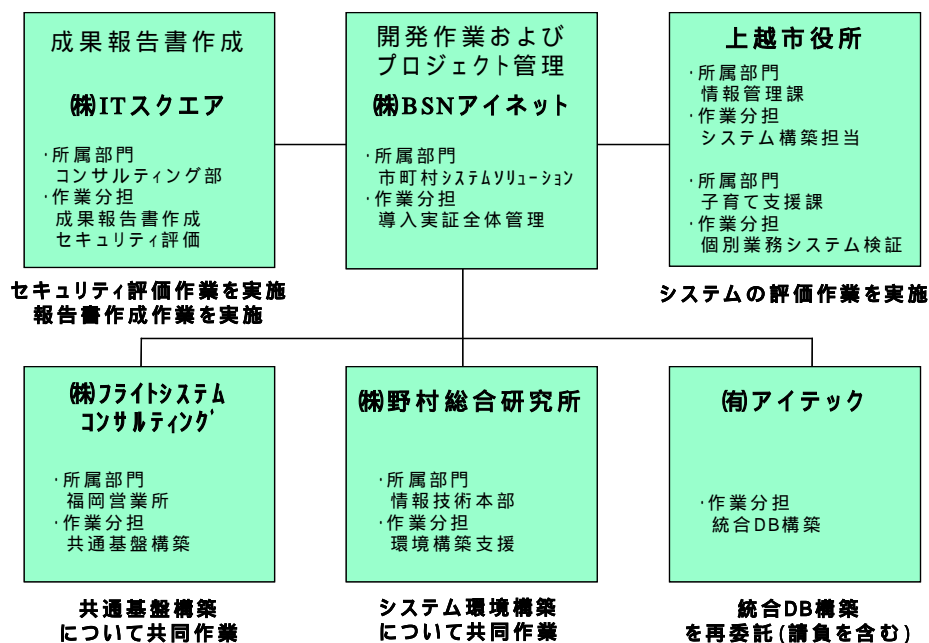 成果報告書作成
㈱ITスクエア
・所属部門
コンサルティング部
・作業分担
成果報告書作成
セキュリティ評価
セキュリティ評価作業を実施
報告書作成作業を実施
開発作業および
プロジェクト管理
㈱BSNアイネット
・所属部門
市町村システムソリューション
・作業分担
導入実証全体管理
上越市役所
・所属部門
情報管理課
・作業分担
システム構築担当
・所属部門
子育て支援課
・作業分担
個別業務システム検証
システムの評価作業を実施
㈱フライトシステム
コンサルティング
・所属部門
福岡営業所
・作業分担
共通基盤構築
共通基盤構築
について共同作業
㈱野村総合研究所
・所属部門
情報技術本部
・作業分担
環境構築支援
システム環境構築
について共同作業
㈲アイテック
・作業分担
統合DB構築
統合DB構築
を再委託(請負を含む)